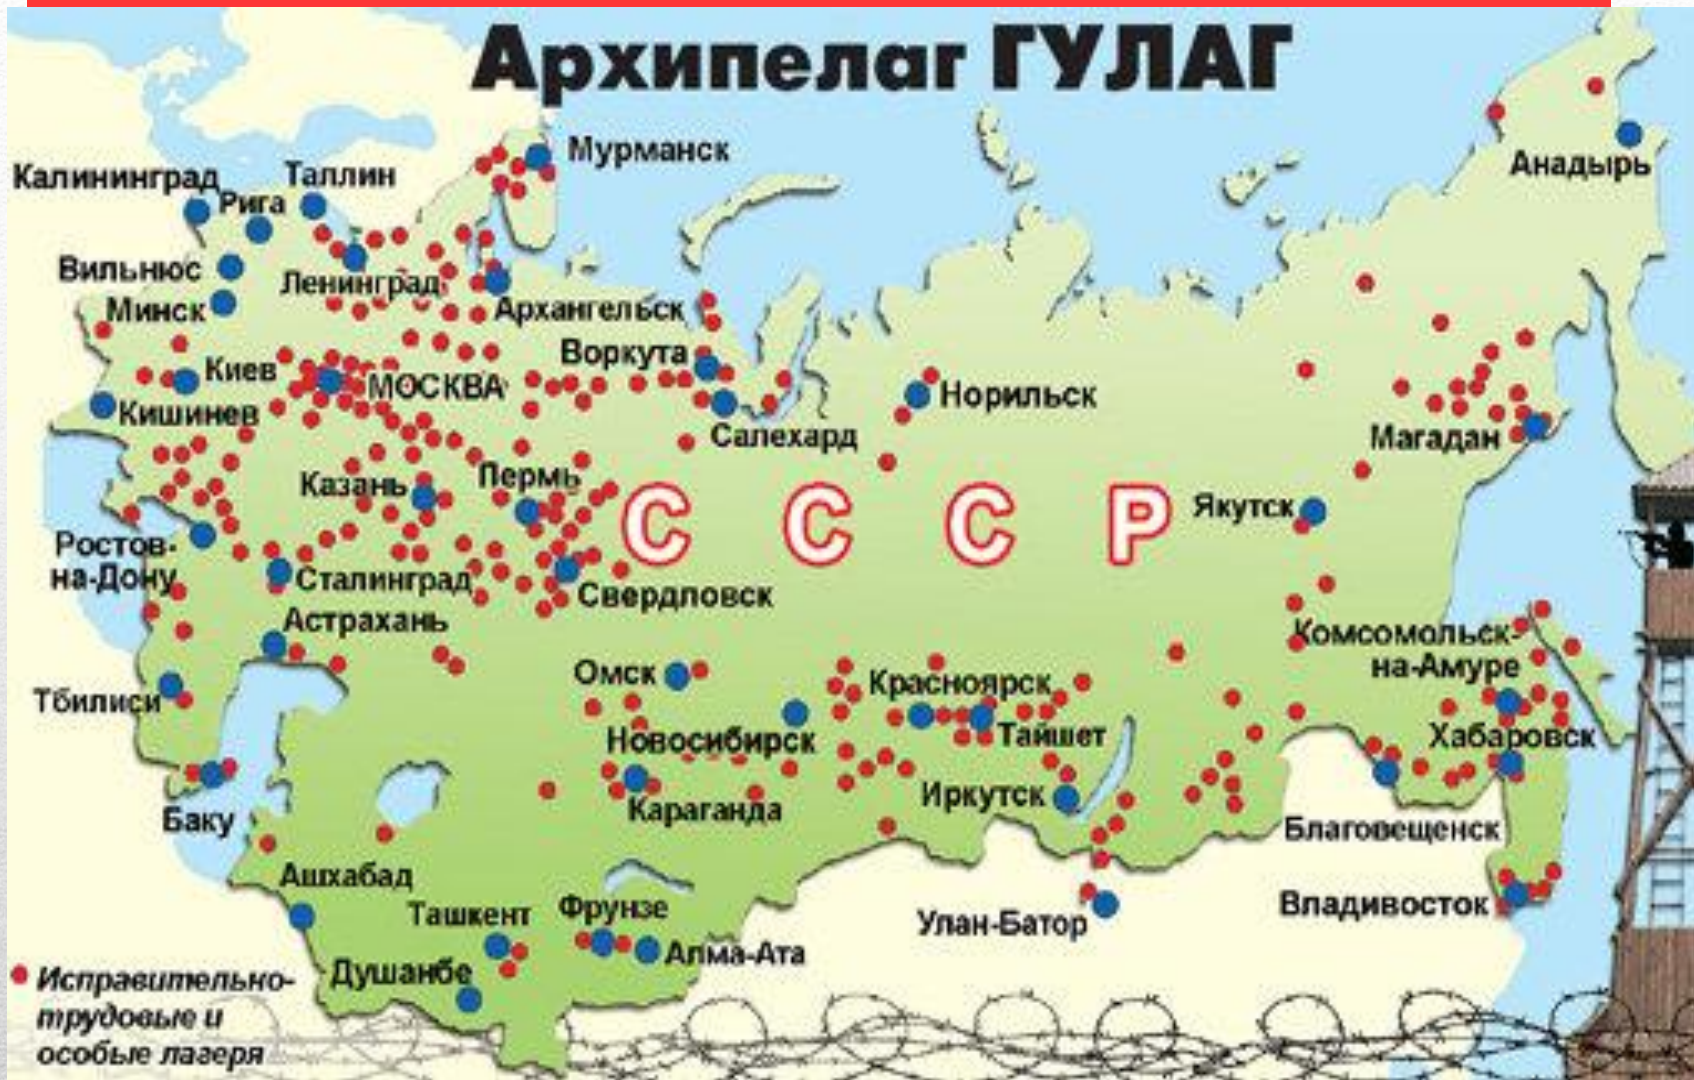 Архипелаг ГУЛАГ
Мурманск
Анадырь
Калининград
Таллин
Рига
Вильнюс
Ленинград
Минск
Архангельск
Воркута
Киев
МОСКВА
Норильск
Кишинев
Салехард
Магадан
Казань
Пермь
СССР
Якутск
Ростов-
на-Дону
Сталинград
Свердловск
Астрахань
Комсомольск-
на-Амуре
Омск
Красноярск
Тбилиси
Новосибирск
Тайшет
Хабаровск
Иркутск
Караганда
Баку
Благовещенск
Ашхабад
Ташкент
Фрунзе
Владивосток
Улан-Батор
Алма-Ата
Душанбе
Исправительно-
трудовые и
особые лагеря